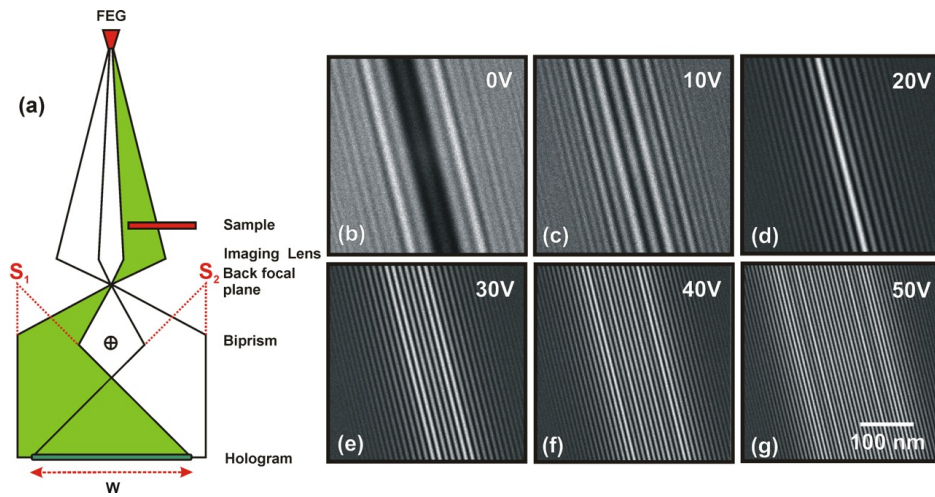 FEG
(a)
Sample
Imaging Lens
Back focal
plane
S1
S2
Biprism
Hologram
W
0V
(b)
10V
(c)
20V
(d)
30V
(e)
40V
(f)
50V
(g)
100 nm